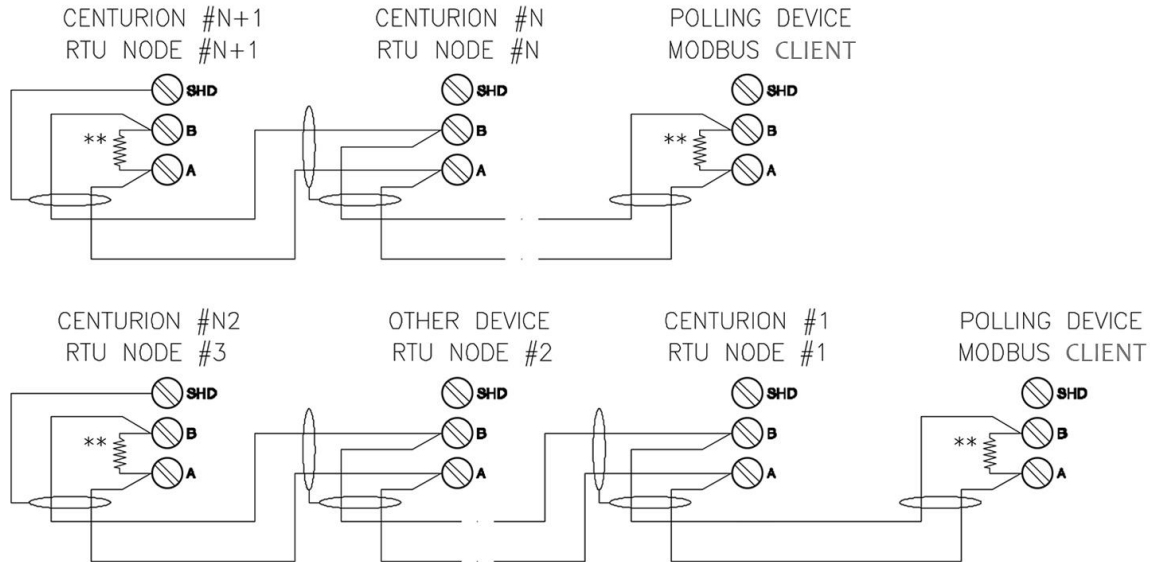 CENTURION #N+1
RTU NODE #N+1
CENTURION #N
RTU NODE #N
POLLING DEVICE
MODBUS CLIENT
SHD
B
A
**
SHD
B
A
SHD
B
A
**
CENTURION #N2
RTU NODE #3
OTHER DEVICE
RTU NODE #2
CENTURION #1
RTU NODE #1
POLLING DEVICE
MODBUS CLIENT
SHD
B
A
**
SHD
B
A
SHD
B
A
SHD
B
A
**